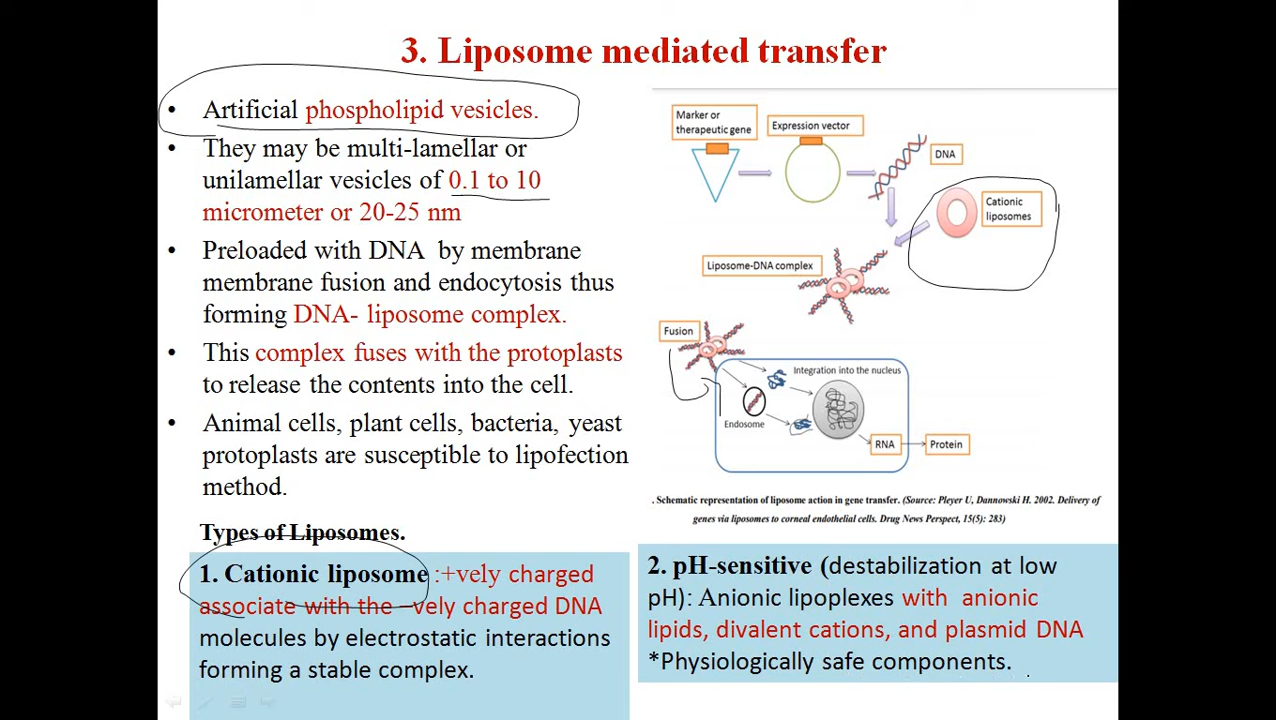 3. Liposome mediated transfer
• Artificial phospholipid vesicles.
• They may be multi-lamellar or
unilamellar vesicles of 0.1 to 10
micrometer or 20-25 nm
• Preloaded with DNA by membrane
membrane fusion and endocytosis thus
forming DNA- liposome complex.
• This complex fuses with the protoplasts
to release the contents into the cell.
• Animal cells, plant cells, bacteria, yeast
protoplasts are susceptible to lipofection
method.
Types of Liposomes.
1. Cationic liposome :+vely charged
associate with the –vely charged DNA
molecules by electrostatic interactions
forming a stable complex.
Marker or
therapeutic gene
Expression vector
DNA
Cationic
liposomes
Liposome-DNA complex
Fusion
Integration into the nucleus
Endosome
RNA
Protein
. Schematic representation of liposome action in gene transfer. (Source: Pleyer U, Dannowski H. 2002. Delivery of
genes via liposomes to corneal endothelial cells. Drug News Perspect, 15(5): 283)
2. pH-sensitive (destabilization at low
pH): Anionic lipoplexes with anionic
lipids, divalent cations, and plasmid DNA
*Physiologically safe components.